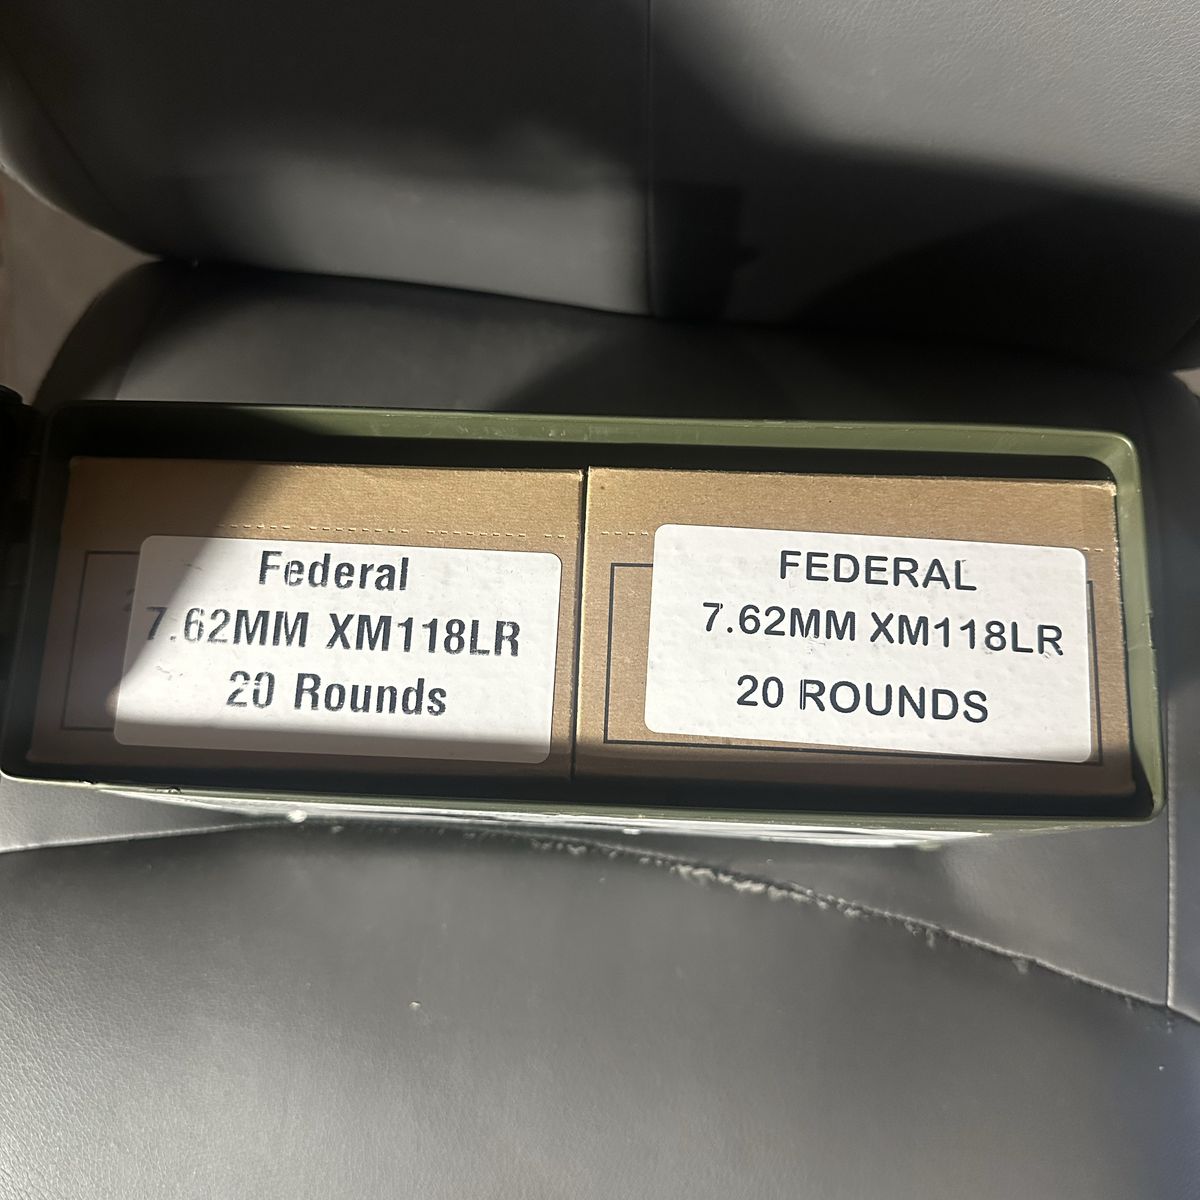 Federal
7.62MM XM118LR
20 Rounds
FEDERAL
7.62MM XM118LR
20 ROUNDS